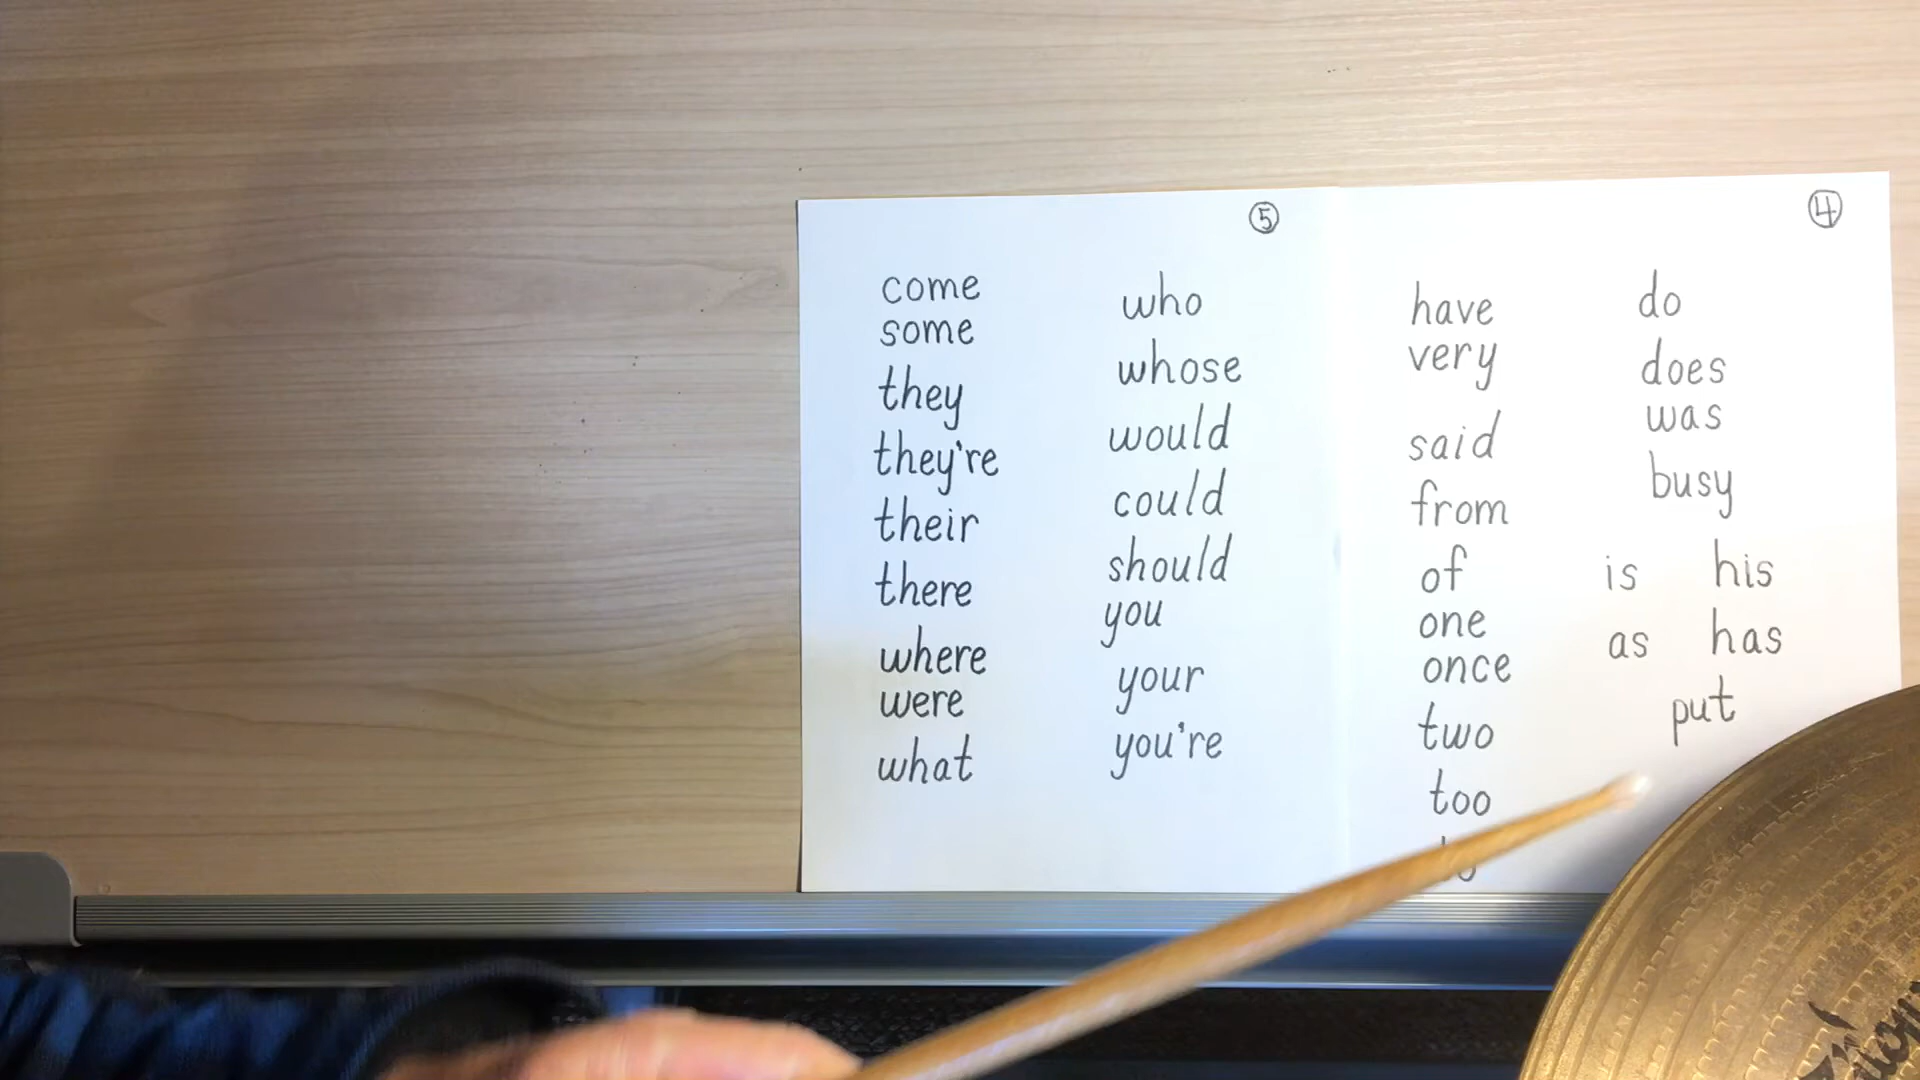 ⑤
come
some
they
they're
their
there
where
were
what
who
whose
would
could
should
you
your
you're
④
have
very
said
from
of
one
once
two
too
do
does
was
busy
is his
as has
put